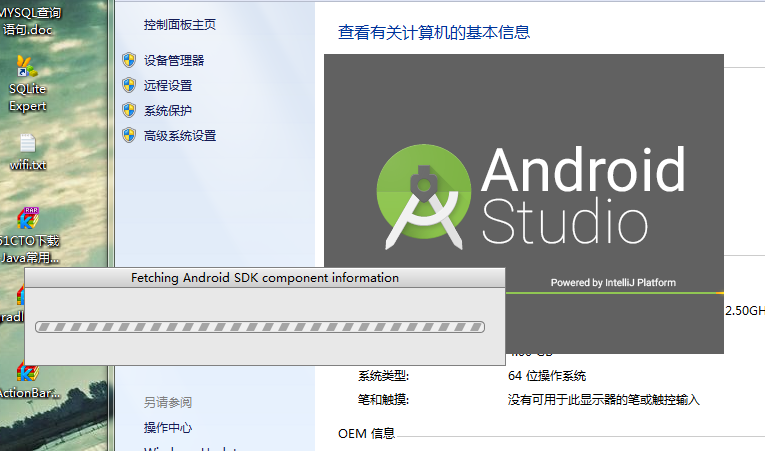 MYSQL查询
语句.doc
SQLite
Expert
wifi.txt
RAR
51CTO下载
Java常用...
ActionBar...
控制面板主页
设备管理器
远程设置
系统保护
高级系统设置
另请参阅
操作中心
Windows Update
查看有关计算机的基本信息
Android
Studio
Powered by IntelliJ Platform
Fetching Android SDK component information
2.50GH
系统类型:
64 位操作系统
笔和触摸:
没有可用于此显示器的笔或触控输入
OEM 信息